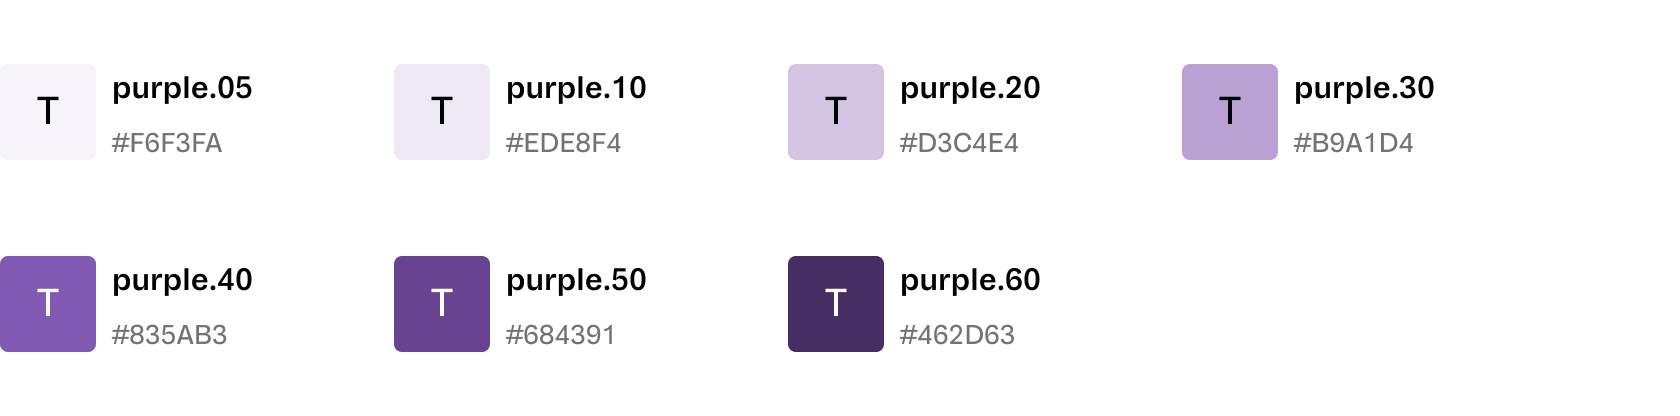 T
purple.05
#F6F3FA
T
purple.10
#EDE8F4
T
purple.20
#D3C4E4
T
purple.30
#B9A1D4
T
purple.40
#835AB3
T
purple.50
#684391
T
purple.60
#462D63